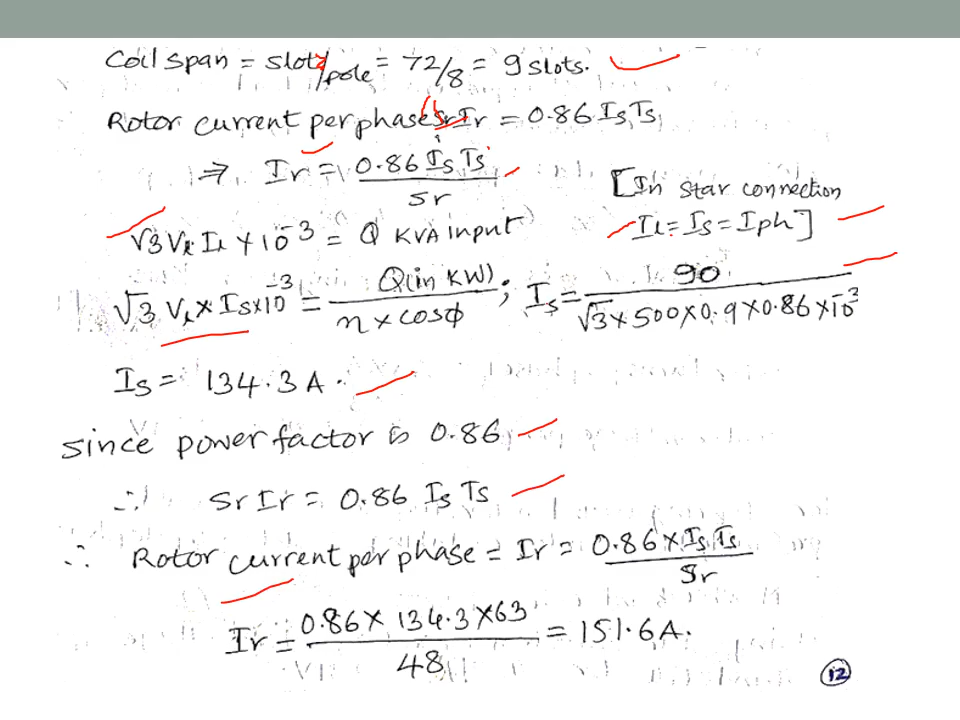 Coil span = slots/pole = 72/8 = 9 slots.
Rotor current per phase SrIr = 0.86 Is Ts
⇒ Ir = 0.86 Is Ts / Sr
[In star connection
IL = Is = Iph]
√3 VL IL × 10⁻³ = Q KVA input
√3 VL × Is × 10⁻³ = Q (in KW) / n × cosϕ ; Is = 90 / √3 × 500 × 0.9 × 0.86 × 10⁻³
Is = 134.3 A.
since power factor is 0.86
∴ Sr Ir = 0.86 Is Ts
∴ Rotor current per phase = Ir = 0.86 × Is Ts / Sr
Ir = 0.86 × 134.3 × 63 / 48 = 151.6 A.
12